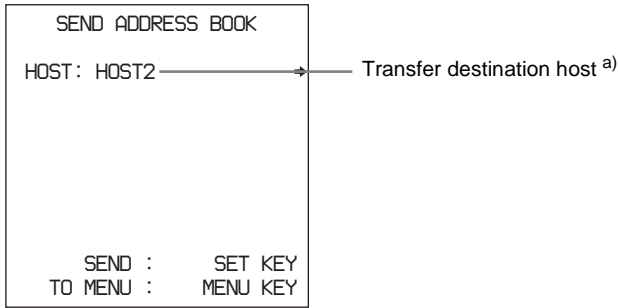 SEND ADDRESS BOOK
HOST: HOST2 Transfer destination host a)
SEND : SET KEY
TO MENU : MENU KEY